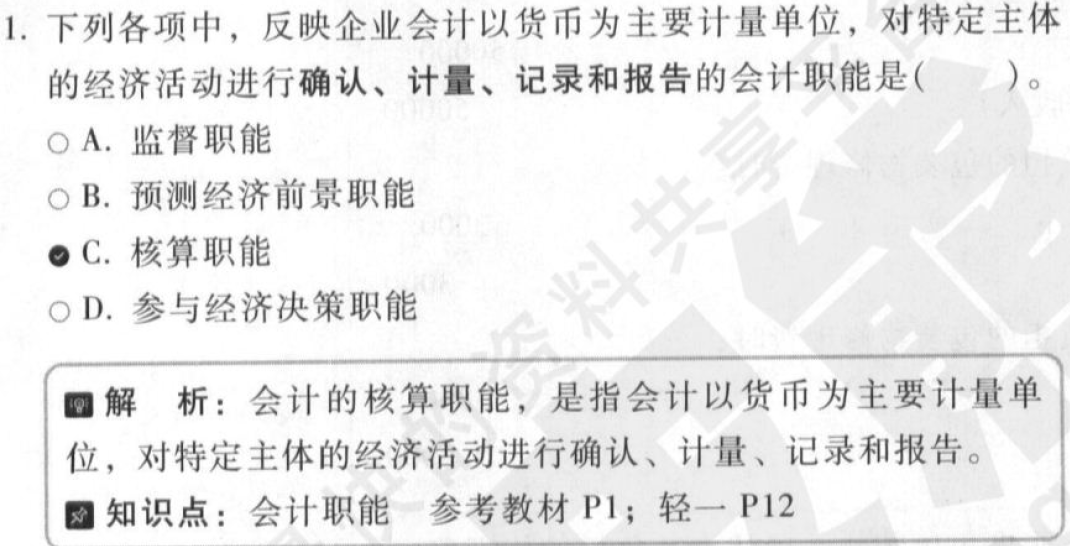 1. 下列各项中，反映企业会计以货币为主要计量单位，对特定主体
的经济活动进行确认、计量、记录和报告的会计职能是(　　)。
A. 监督职能
B. 预测经济前景职能
C. 核算职能
D. 参与经济决策职能
解　析：会计的核算职能，是指会计以货币为主要计量单
位，对特定主体的经济活动进行确认、计量、记录和报告。
知识点：会计职能　参考教材 P1；轻一 P12